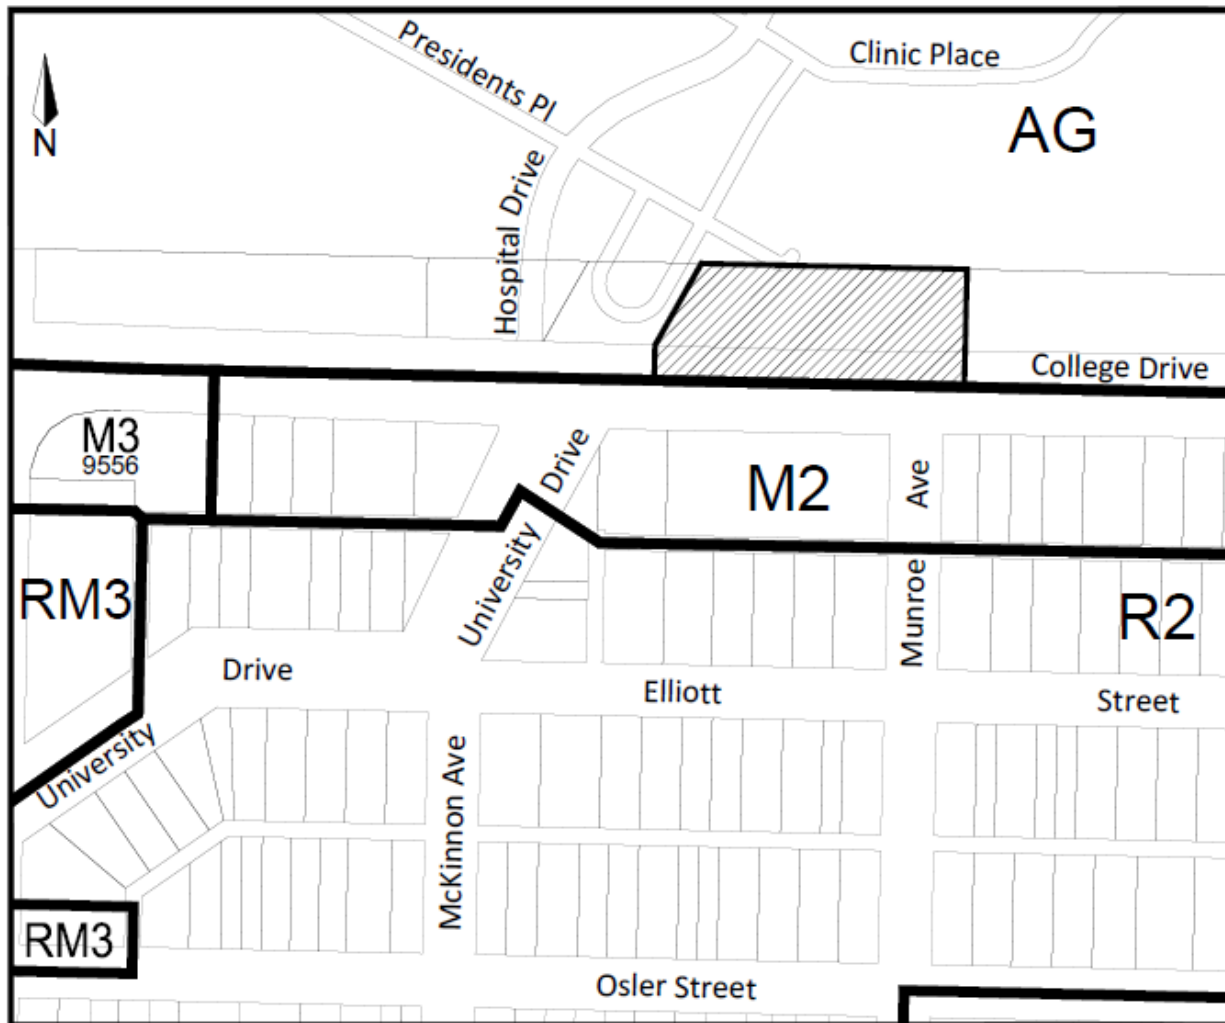 Presidents Pl
Clinic Place
AG
N
Hospital Drive
College Drive
M3
9556
Drive
M2
Ave
University
RM3
Munroe
R2
Drive
Elliott
Street
University
McKinnon Ave
RM3
Osler Street